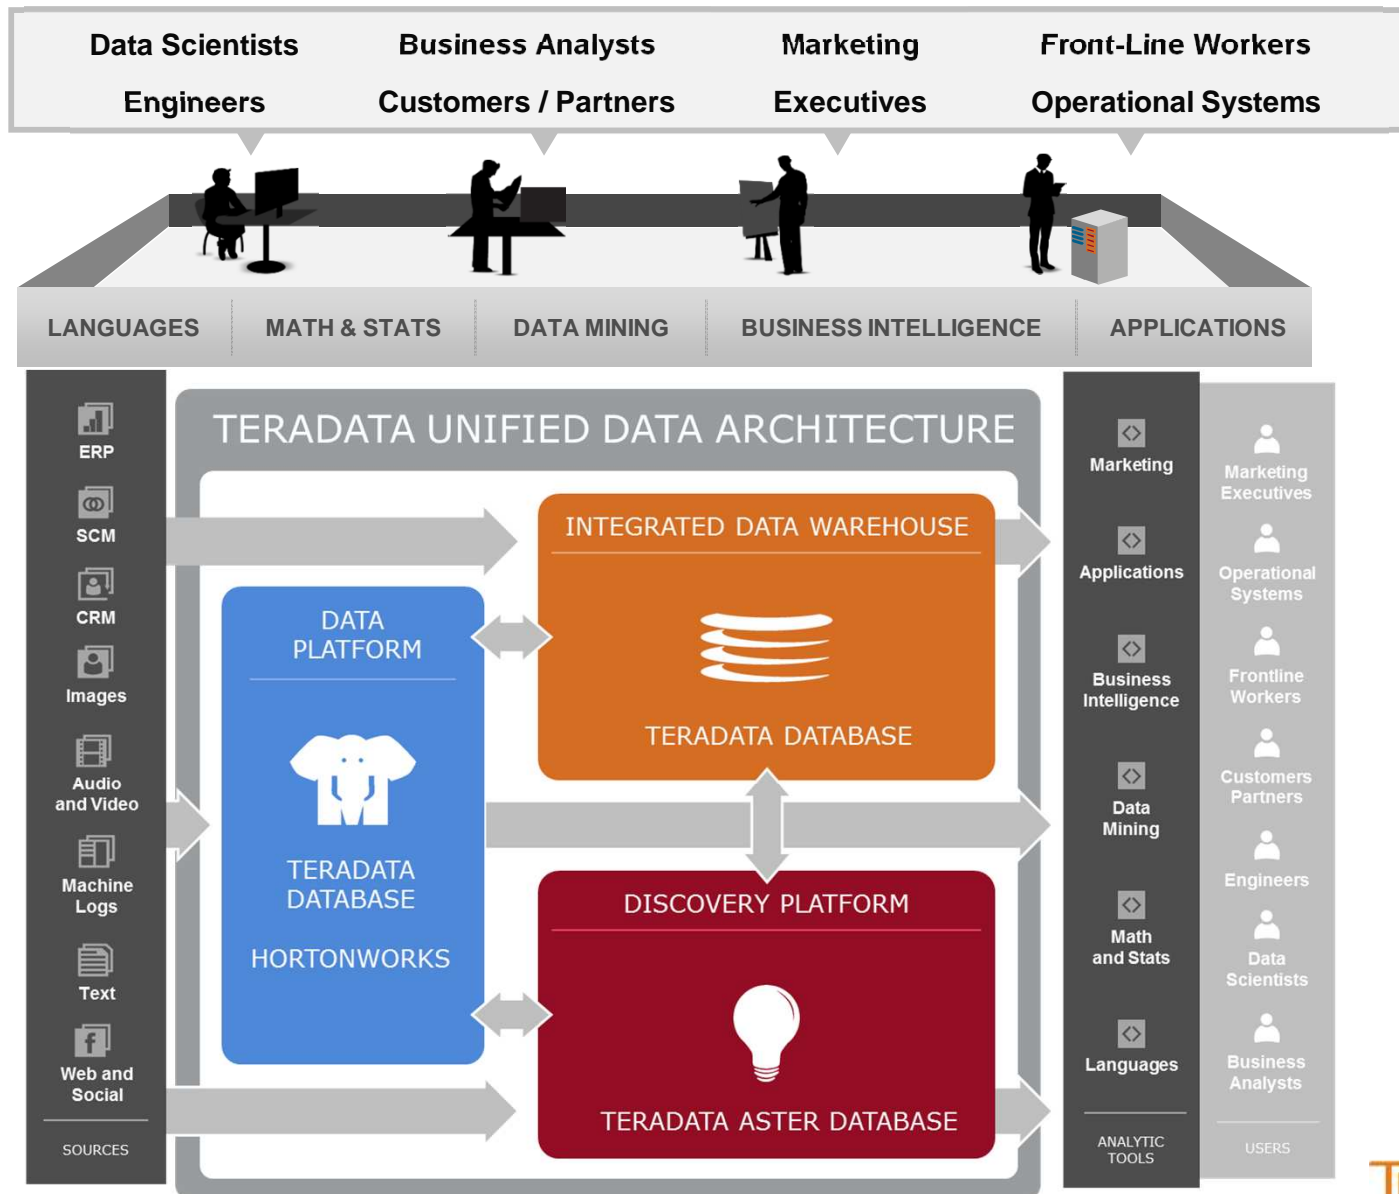 Data Scientists
Engineers
Business Analysts
Customers / Partners
Marketing
Executives
Front-Line Workers
Operational Systems
LANGUAGES
MATH & STATS
DATA MINING
BUSINESS INTELLIGENCE
APPLICATIONS
ERP
SCM
CRM
Images
Audio
and Video
Machine
Logs
Text
Web and
Social
SOURCES
TERADATA UNIFIED DATA ARCHITECTURE
DATA
PLATFORM
TERADATA
DATABASE
HORTONWORKS
INTEGRATED DATA WAREHOUSE
TERADATA DATABASE
DISCOVERY PLATFORM
TERADATA ASTER DATABASE
Marketing
Applications
Business
Intelligence
Data
Mining
Math
and Stats
Languages
ANALYTIC
TOOLS
Marketing
Executives
Operational
Systems
Frontline
Workers
Customers
Partners
Engineers
Data
Scientists
Business
Analysts
USERS